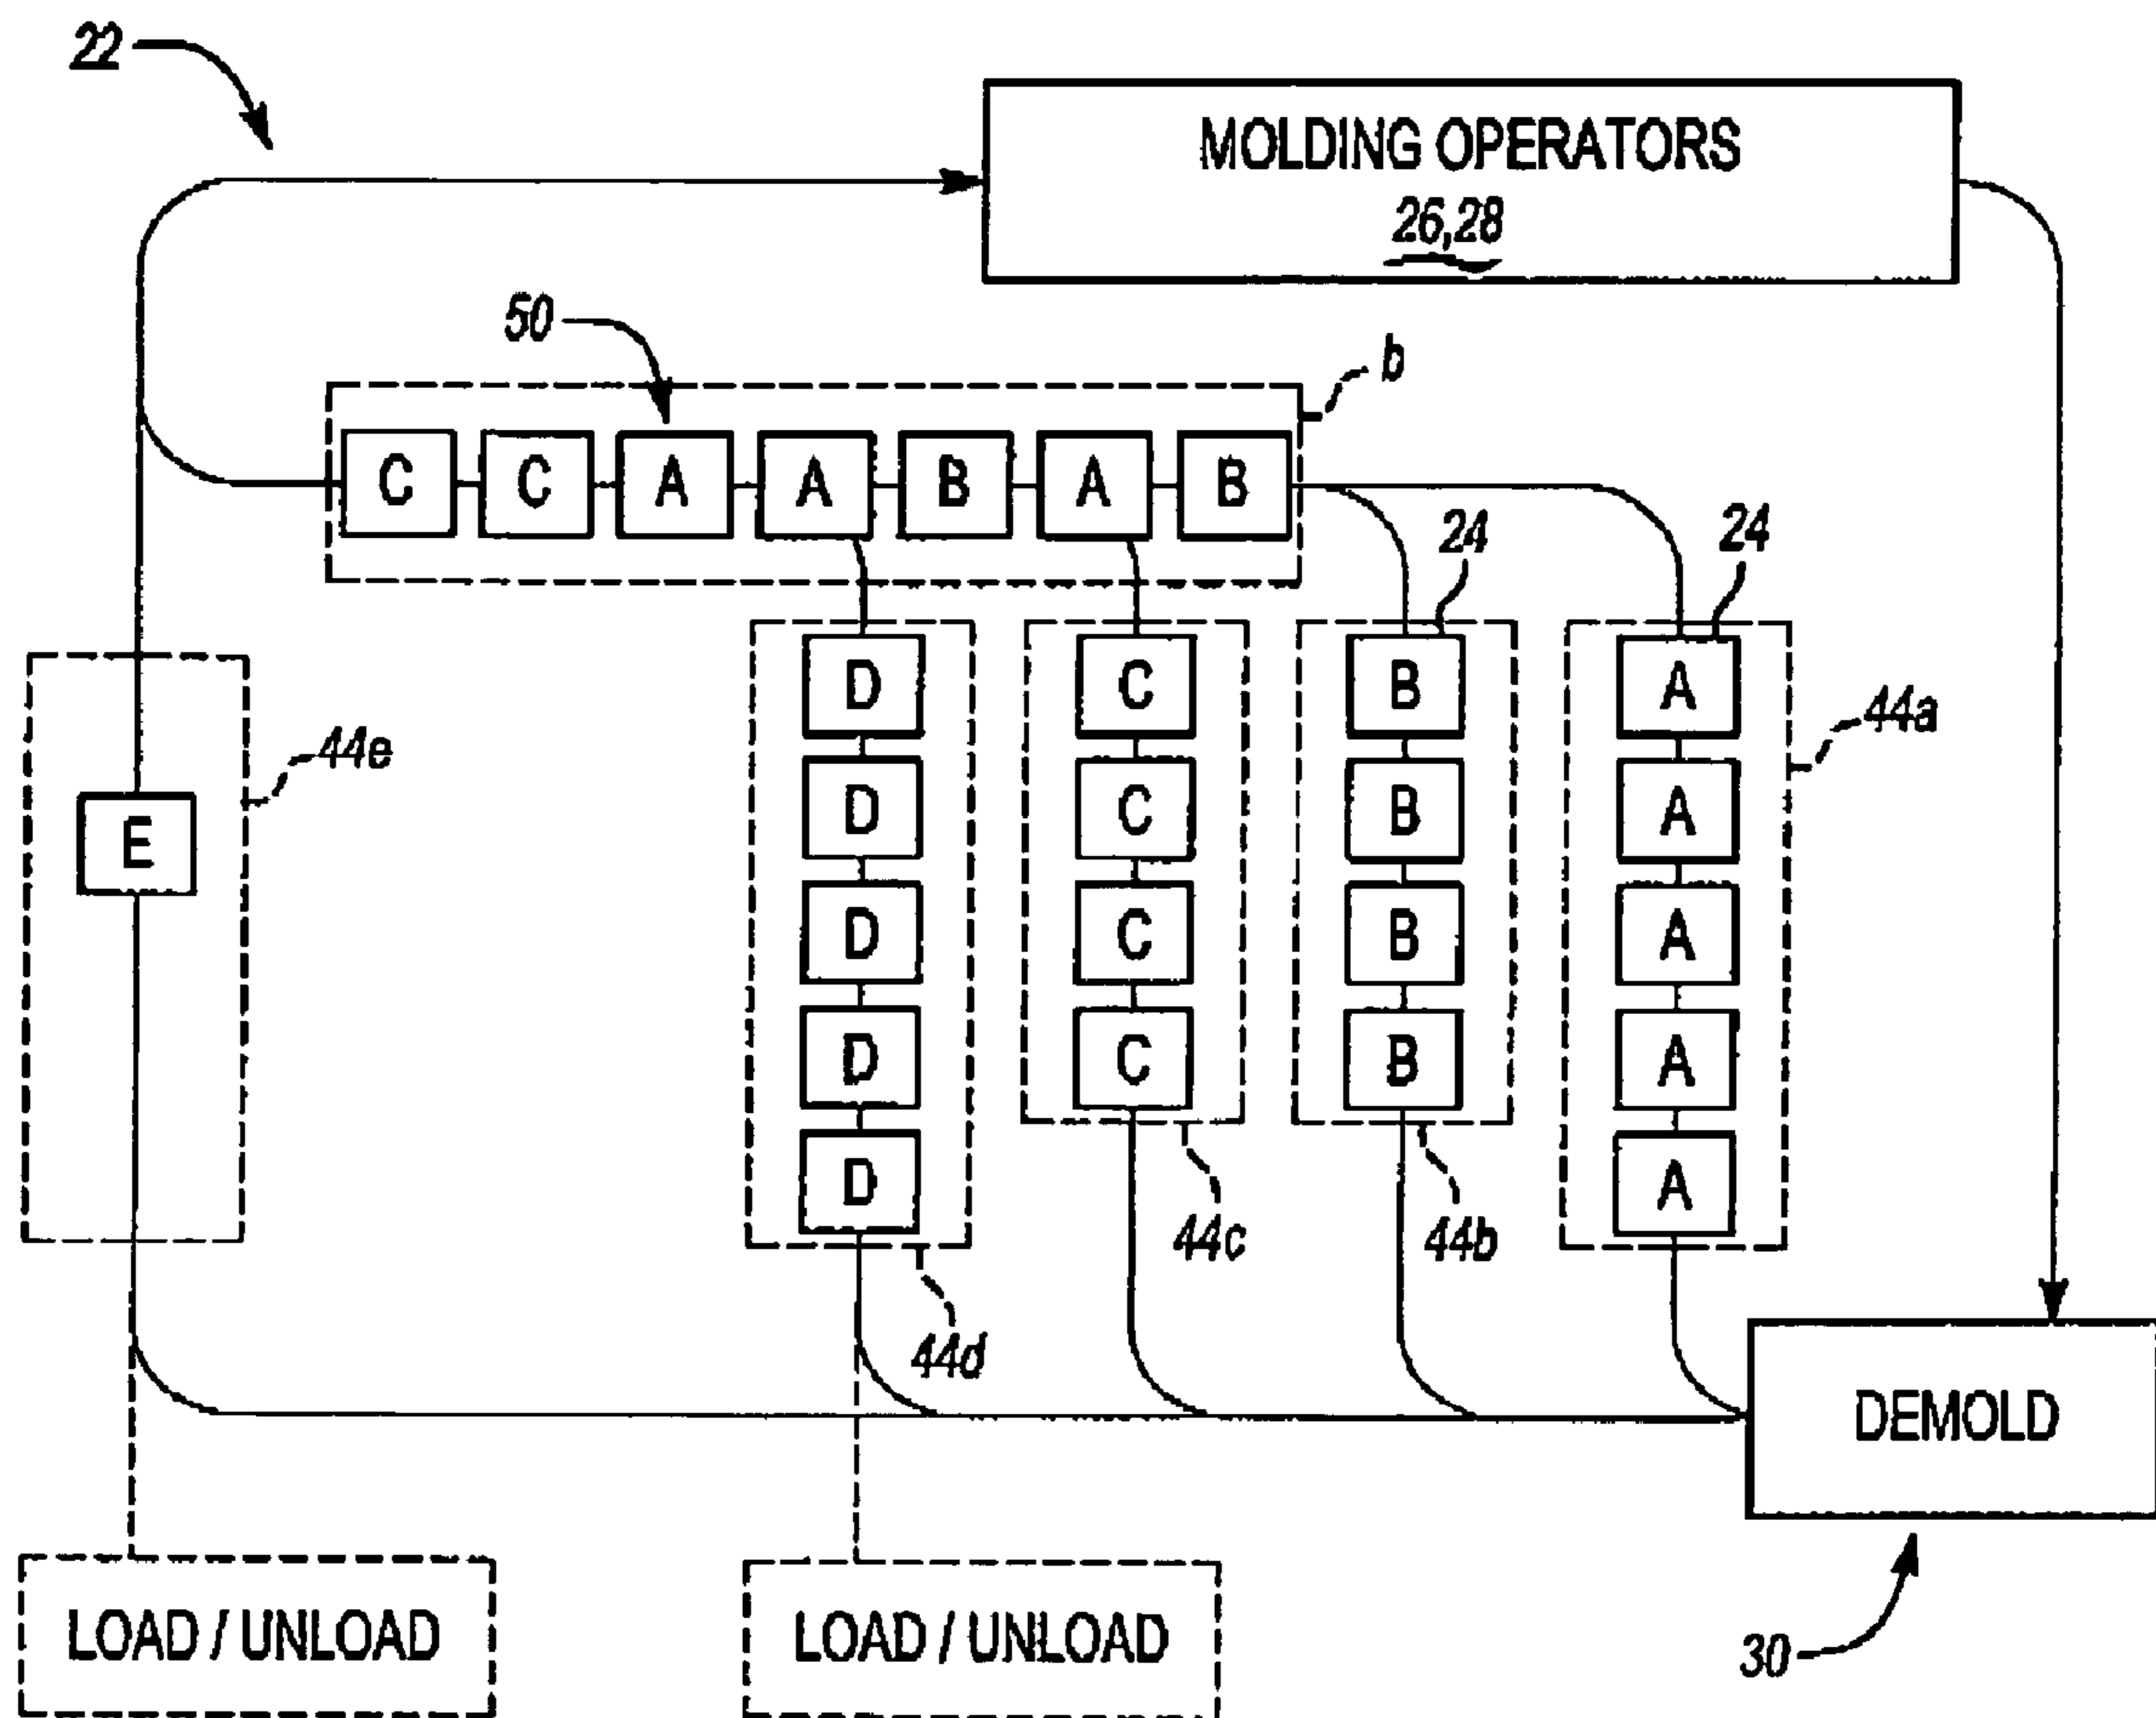 22
MOLDING OPERATORS
26,28
50
b
C C A A B A B
24
24
D C B A
44a
44e
D C B A
E
D C B A
D C B A
D A
44c
44b
44d
DEMOLD
LOAD / UNLOAD
LOAD / UNLOAD
30